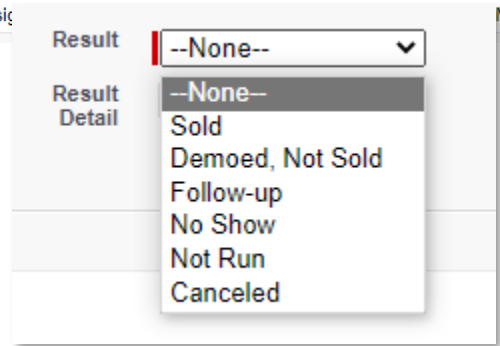 Result
--None--
Result
Detail
--None--
Sold
Demoed, Not Sold
Follow-up
No Show
Not Run
Canceled